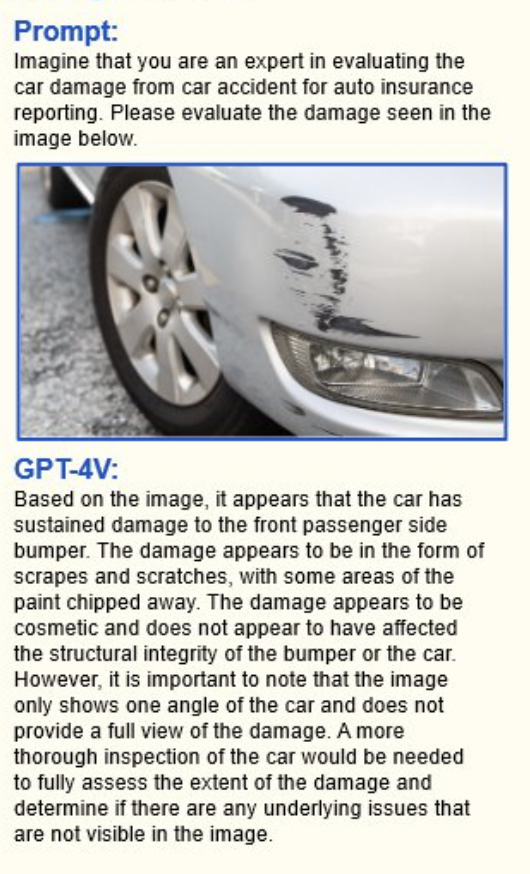 Prompt:
Imagine that you are an expert in evaluating the
car damage from car accident for auto insurance
reporting. Please evaluate the damage seen in the
image below.
GPT-4V:
Based on the image, it appears that the car has
sustained damage to the front passenger side
bumper. The damage appears to be in the form of
scrapes and scratches, with some areas of the
paint chipped away. The damage appears to be
cosmetic and does not appear to have affected
the structural integrity of the bumper or the car.
However, it is important to note that the image
only shows one angle of the car and does not
provide a full view of the damage. A more
thorough inspection of the car would be needed
to fully assess the extent of the damage and
determine if there are any underlying issues that
are not visible in the image.